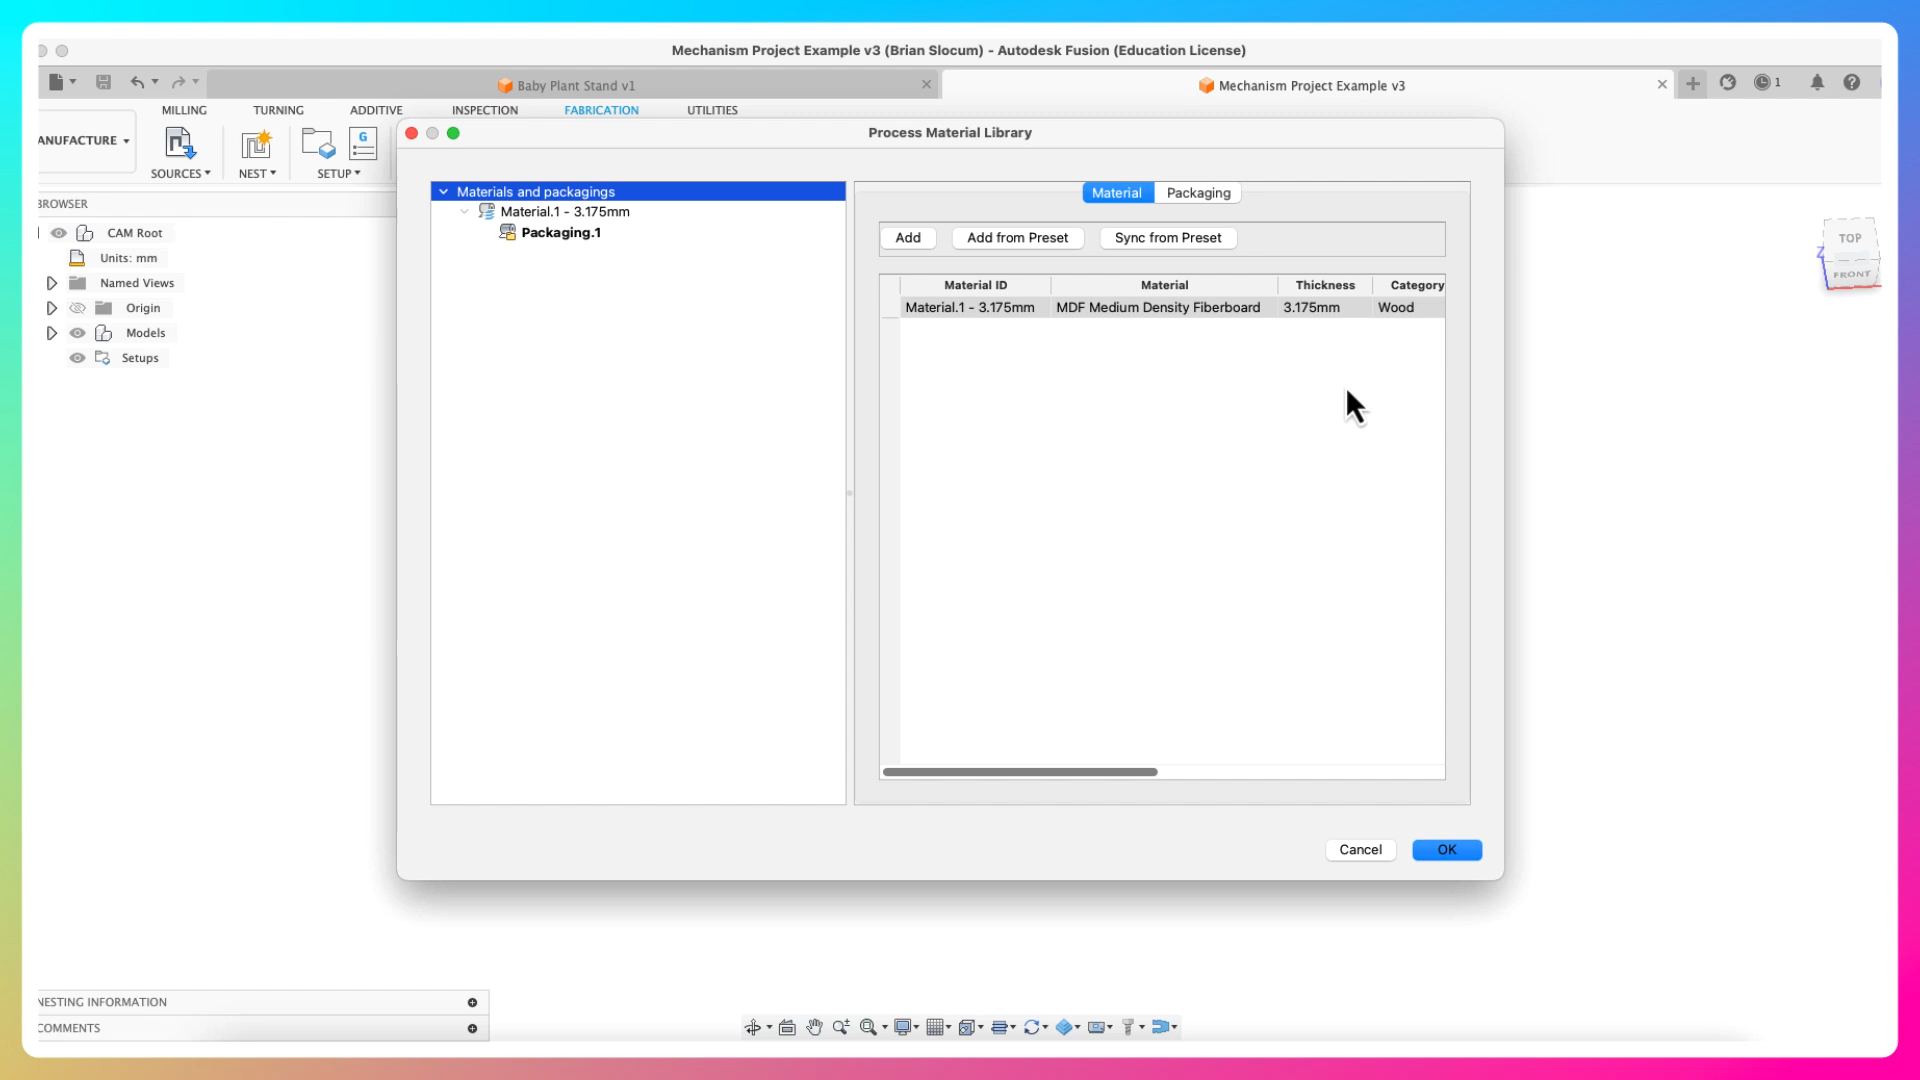 Mechanism Project Example v3 (Brian Slocum) - Autodesk Fusion (Education License)
Baby Plant Stand v1
Mechanism Project Example v3
1
MILLING TURNING ADDITIVE INSPECTION FABRICATION UTILITIES
ANUFACTURE
SOURCES NEST SETUP
G
Process Material Library
ROWSER
CAM Root
Units: mm
Named Views
Origin
Models
Setups
Materials and packagings
Material.1 - 3.175mm
Packaging.1
Material Packaging
Add Add from Preset Sync from Preset
Material ID Material Thickness Category
Material.1 - 3.175mm MDF Medium Density Fiberboard 3.175mm Wood
TOP
Z
FRONT
Cancel OK
NESTING INFORMATION
COMMENTS